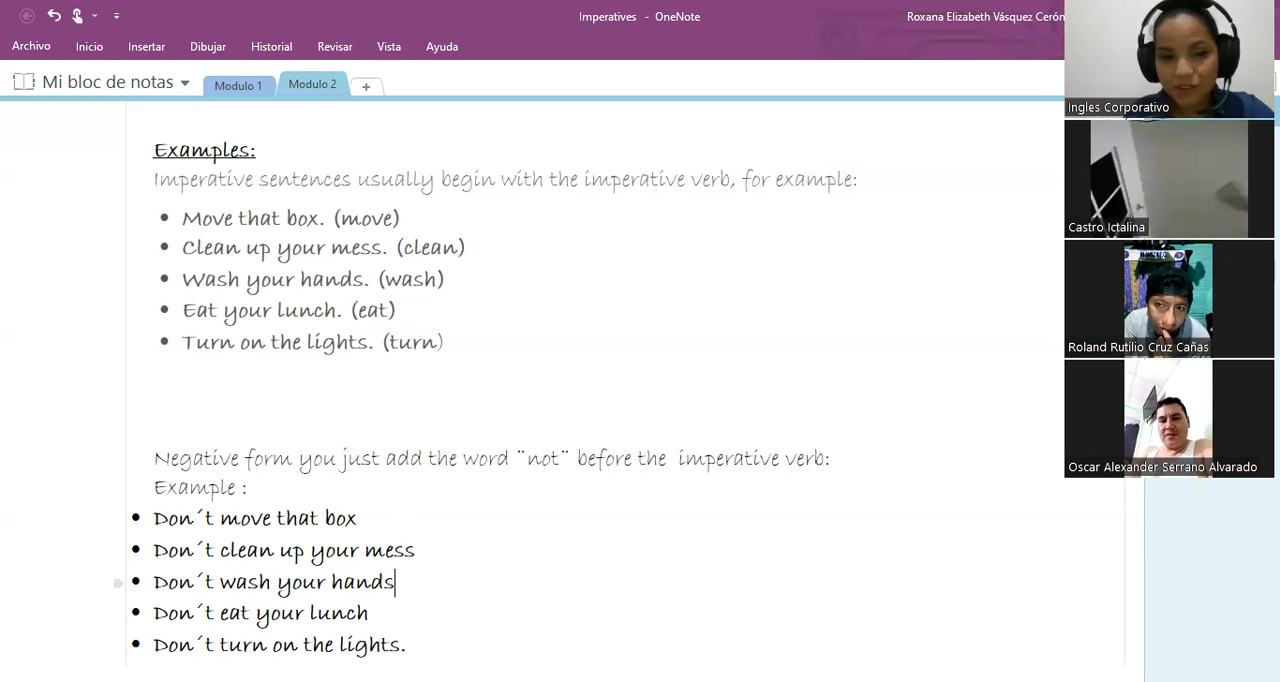 Imperatives - OneNote
Roxana Elizabeth Vásquez Cerón
Archivo Inicio Insertar Dibujar Historial Revisar Vista Ayuda
Mi bloc de notas Modulo 1 Modulo 2 +
Examples:
Imperative sentences usually begin with the imperative verb, for example:
• Move that box. (move)
• Clean up your mess. (clean)
• Wash your hands. (wash)
• Eat your lunch. (eat)
• Turn on the lights. (turn)
Negative form you just add the word ¨not¨ before the imperative verb:
Example :
• Don´t move that box
• Don´t clean up your mess
• Don´t wash your hands
• Don´t eat your lunch
• Don´t turn on the lights.
Ingles Corporativo
Castro Ictalina
Roland Rutilio Cruz Cañas
Oscar Alexander Serrano Alvarado